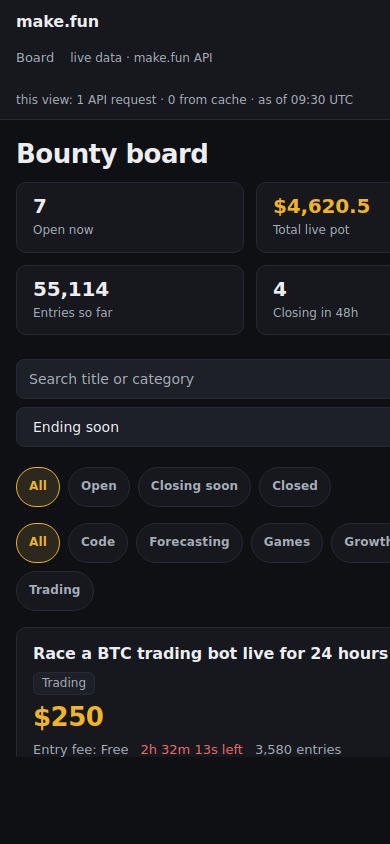 make.fun
Board live data · make.fun API
this view: 1 API request · 0 from cache · as of 09:30 UTC
Bounty board
7
Open now
$4,620.5
Total live pot
55,114
Entries so far
4
Closing in 48h
Search title or category
Ending soon
All Open Closing soon Closed
All Code Forecasting Games Growth
Trading
Race a BTC trading bot live for 24 hours
Trading
$250
Entry fee: Free 2h 32m 13s left 3,580 entries